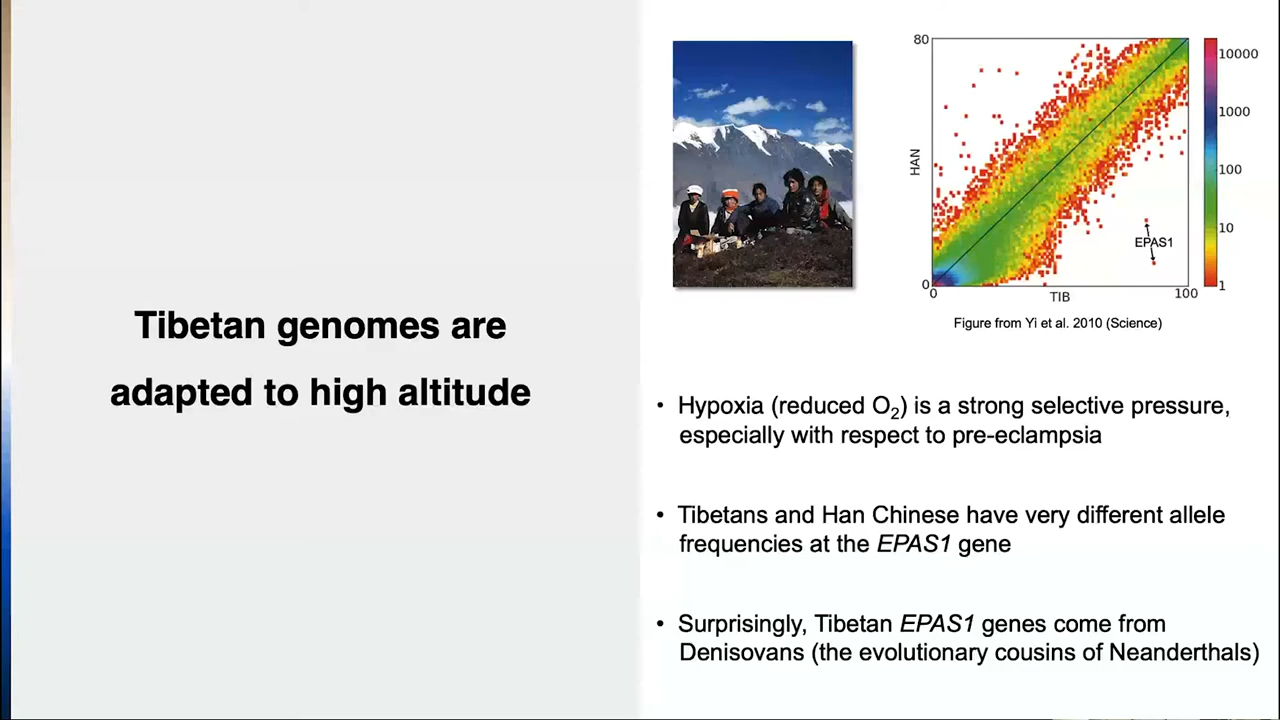 Tibetan genomes are
adapted to high altitude
80
HAN
0
0
TIB
100
EPAS1
10000
1000
100
10
1
Figure from Yi et al. 2010 (Science)
• Hypoxia (reduced O₂) is a strong selective pressure,
especially with respect to pre-eclampsia
• Tibetans and Han Chinese have very different allele
frequencies at the EPAS1 gene
• Surprisingly, Tibetan EPAS1 genes come from
Denisovans (the evolutionary cousins of Neanderthals)